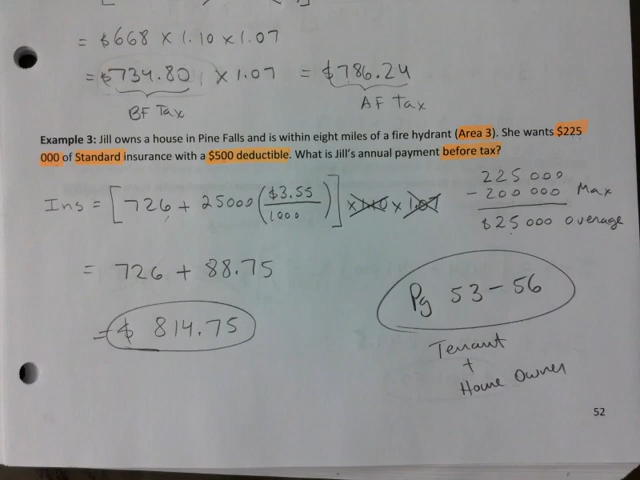 = $668 × 1.10 × 1.07
= $734.80 × 1.07 = $786.24
BF Tax
AF Tax
Example 3: Jill owns a house in Pine Falls and is within eight miles of a fire hydrant (Area 3). She wants $225
000 of Standard insurance with a $500 deductible. What is Jill's annual payment before tax?
Ins = [726 + 25000 ($3.55/1000)] × 1.10 × 1.07
225 000
- 200 000 Max
$25 000 overage
= 726 + 88.75
= $ 814.75
Pg 53-56
Tenant
+
Home Owner
52